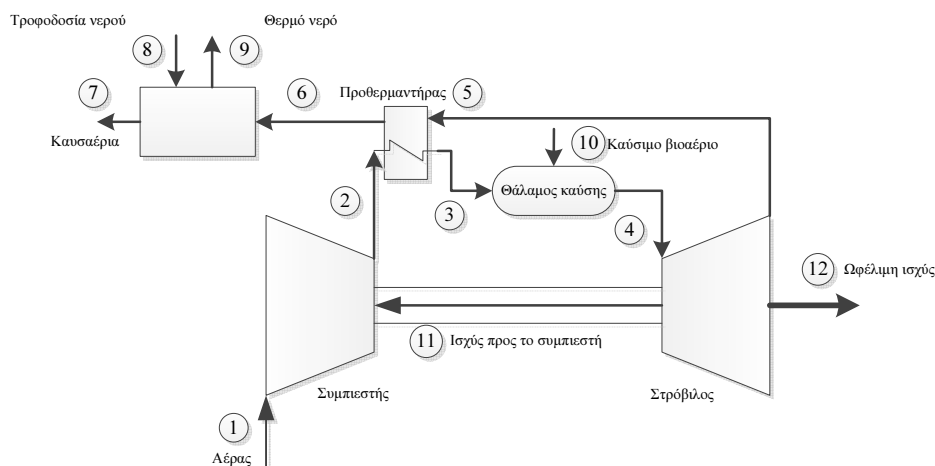 Τροφοδοσία νερού
Θερμό νερό
8
9
7
6
Προθερμαντήρας
5
Καυσαέρια
10
Καύσιμο βιοαέριο
Θάλαμος καύσης
2
3
4
12
Ωφέλιμη ισχύς
11
Ισχύς προς το συμπιεστή
Συμπιεστής
Στρόβιλος
1
Αέρας